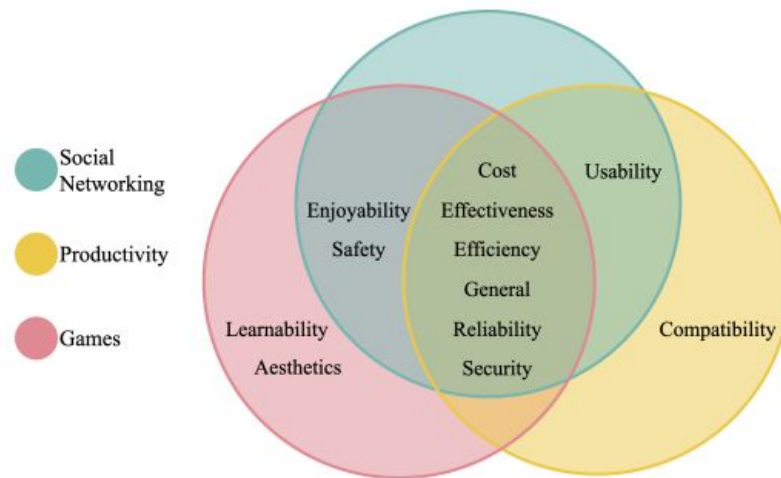 Social
Networking
Productivity
Games
Cost
Usability
Enjoyability
Effectiveness
Safety
Efficiency
General
Learnability
Reliability
Compatibility
Aesthetics
Security